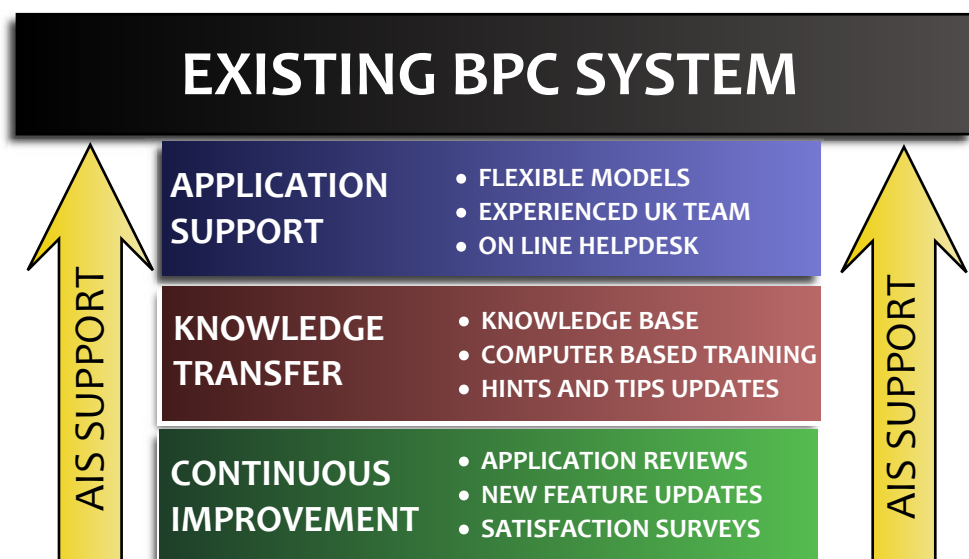 EXISTING BPC SYSTEM
APPLICATION
SUPPORT
• FLEXIBLE MODELS
• EXPERIENCED UK TEAM
• ON LINE HELPDESK
KNOWLEDGE
TRANSFER
• KNOWLEDGE BASE
• COMPUTER BASED TRAINING
• HINTS AND TIPS UPDATES
CONTINUOUS
IMPROVEMENT
• APPLICATION REVIEWS
• NEW FEATURE UPDATES
• SATISFACTION SURVEYS
AIS SUPPORT
AIS SUPPORT